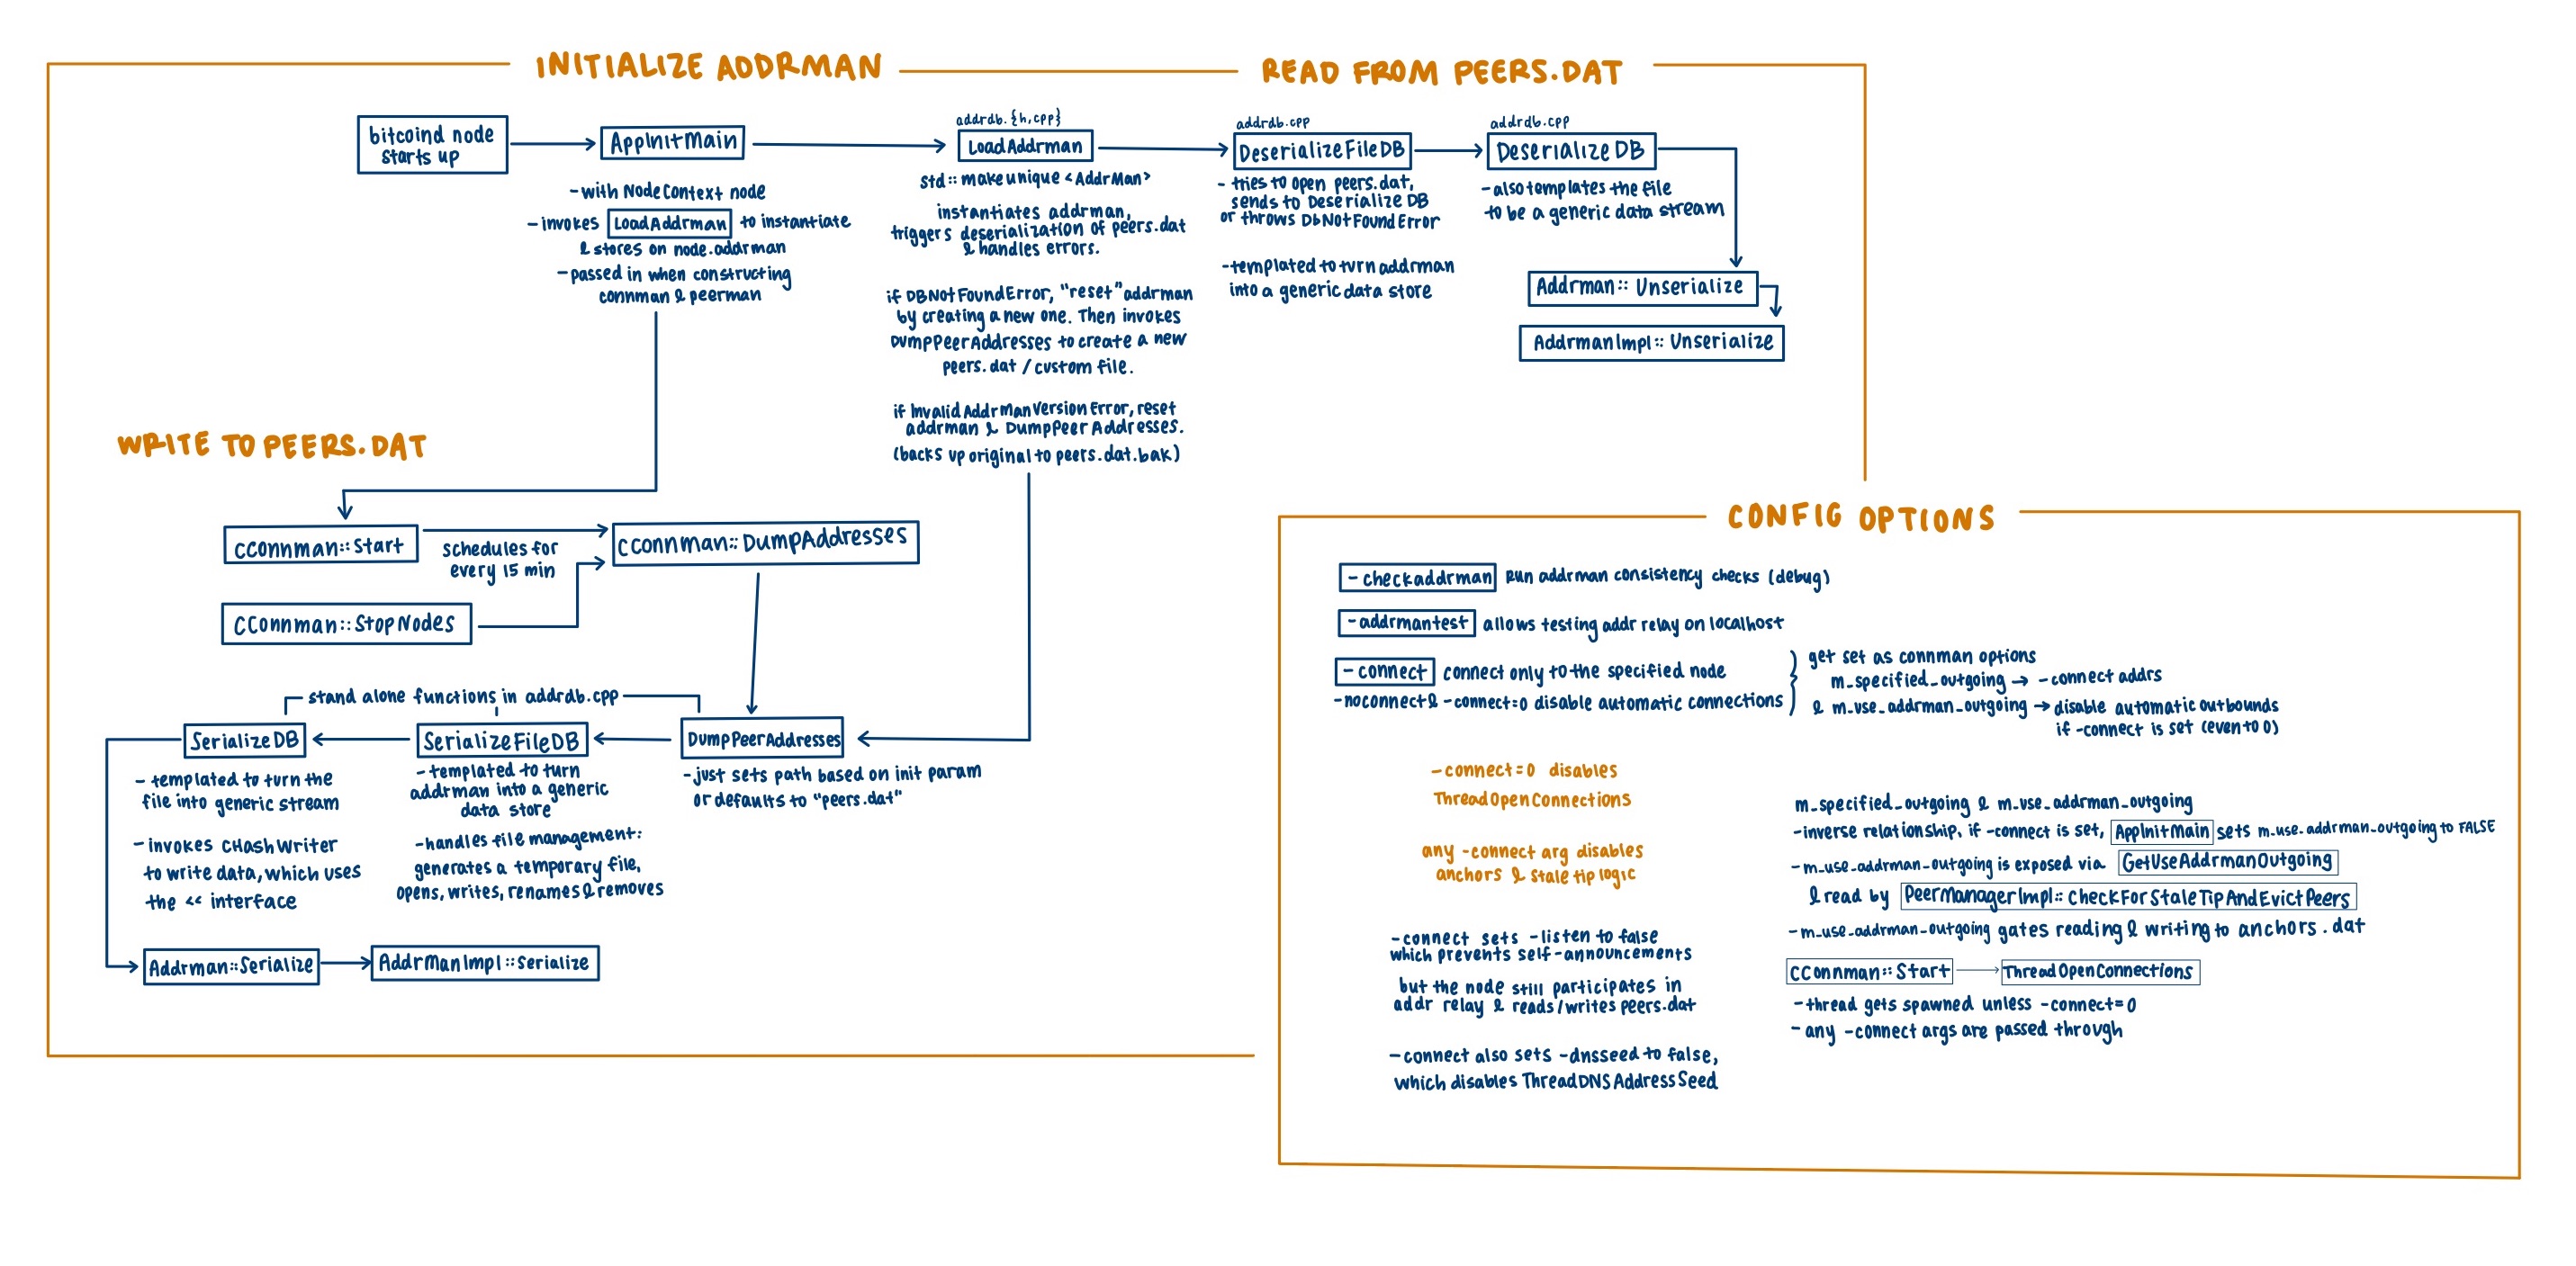 INITIALIZE ADDRMAN
READ FROM PEERS.DAT
bitcoind node
starts up
AppInitMain
- with NodeContext node
- invokes LoadAddrman to instantiate
& stores on node.addrman
- passed in when constructing
connman & peerman
addrdb.{h,cpp}
LoadAddrman
std::make unique <AddrMan>
instantiates addrman,
triggers deserialization of peers.dat
& handles errors.
if DBNotFoundError, "reset" addrman
by creating a new one. Then invokes
DumpPeerAddresses to create a new
peers.dat / custom file.
if InvalidAddrManVersionError, reset
addrman & DumpPeerAddresses.
(backs up original to peers.dat.bak)
addrdb.cpp
DeserializeFileDB
- tries to open peers.dat,
sends to Deserialize DB
or throws DbNotFoundError
- templated to turn addrman
into a generic data store
addrdb.cpp
Deserialize DB
- also templates the file
to be a generic data stream
Addrman:: Unserialize
AddrmanImpl:: Unserialize
WRITE TO PEERS.DAT
CConnman::Start
schedules for
every 15 min
CConnman::DumpAddresses
CConnman::StopNodes
stand alone functions in addrdb.cpp
SerializeDB
SerializeFileDB
DumpPeerAddresses
- templated to turn the
file into generic stream
- invokes CHashWriter
to write data, which uses
the << interface
- templated to turn
addrman into a generic
data store
- handles file management:
generates a temporary file,
opens, writes, renames & removes
- just sets path based on init param
or defaults to "peers.dat"
Addrman::Serialize
AddrManImpl::Serialize
CONFIG OPTIONS
- checkaddrman run addrman consistency checks (debug)
- addrmantest allows testing addr relay on localhost
- connect connect only to the specified node
- noconnect & -connect=0 disable automatic connections
get set as connman options
m_specified_outgoing → - connect addrs
& m_use_addrman_outgoing → disable automatic outbounds
if -connect is set (even to 0)
- connect=0 disables
ThreadOpenConnections
any -connect arg disables
anchors & stale tip logic
- connect sets -listen to false
which prevents self-announcements
but the node still participates in
addr relay & reads/writes peers.dat
- connect also sets -dnsseed to false,
which disables ThreadDNSAddressSeed
m_specified_outgoing & m_use_addrman_outgoing
- inverse relationship. if -connect is set, AppInitMain sets m_use_addrman_outgoing to FALSE
- m_use_addrman_outgoing is exposed via GetUseAddrmanOutgoing
& read by PeerManagerImpl::CheckForStaleTipAndEvictPeers
- m_use_addrman_outgoing gates reading & writing to anchors.dat
CConnman::Start → ThreadOpenConnections
- thread gets spawned unless -connect=0
- any -connect args are passed through